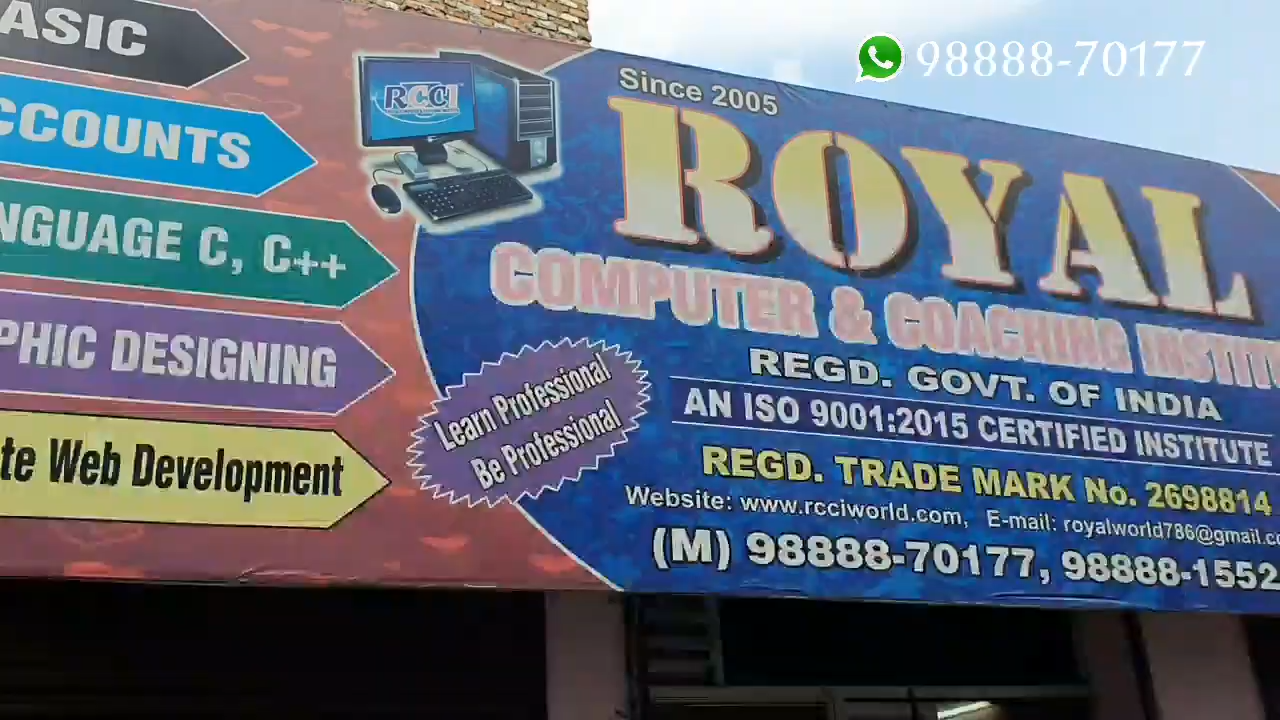 98888-70177
ASIC
CCOUNTS
NGUAGE C, C++
PHIC DESIGNING
te Web Development
RCCI
Since 2005
ROYAL
COMPUTER & COACHING INSTITU
Learn Professional
Be Professional
REGD. GOVT. OF INDIA
AN ISO 9001:2015 CERTIFIED INSTITUTE
REGD. TRADE MARK No. 2698814
Website: www.rcciworld.com, E-mail: royalworld786@gmail.co
(M) 98888-70177, 98888-1552